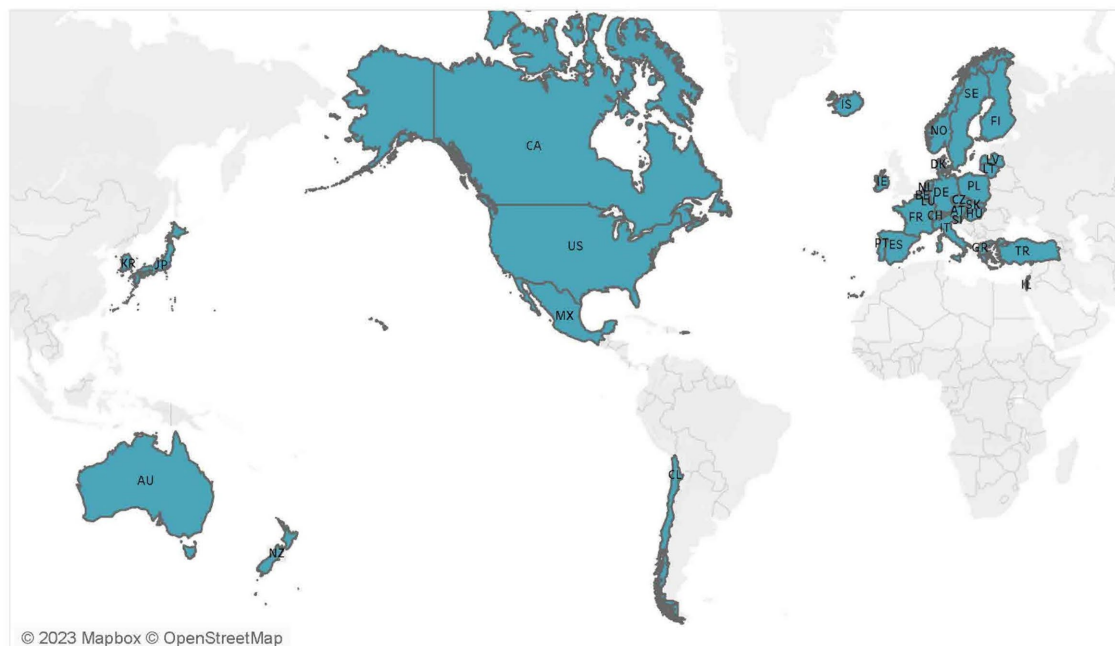 IS
SE
FI
NO
CA
DK
LV
LT
IE
NL
DE
PL
BE
LU
CZ
SK
AT
HU
FR
CH
SI
IT
US
PT
ES
GR
TR
KR
JP
IL
MX
CL
AU
NZ
© 2023 Mapbox © OpenStreetMap